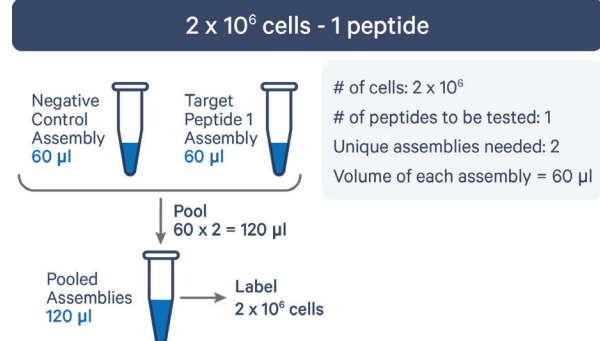 2 x 10⁶ cells - 1 peptide
Negative
Control
Assembly
60 µl
Target
Peptide 1
Assembly
60 µl
# of cells: 2 x 10⁶
# of peptides to be tested: 1
Unique assemblies needed: 2
Volume of each assembly = 60 µl
Pool
60 x 2 = 120 µl
Pooled
Assemblies
120 µl
Label
2 x 10⁶ cells